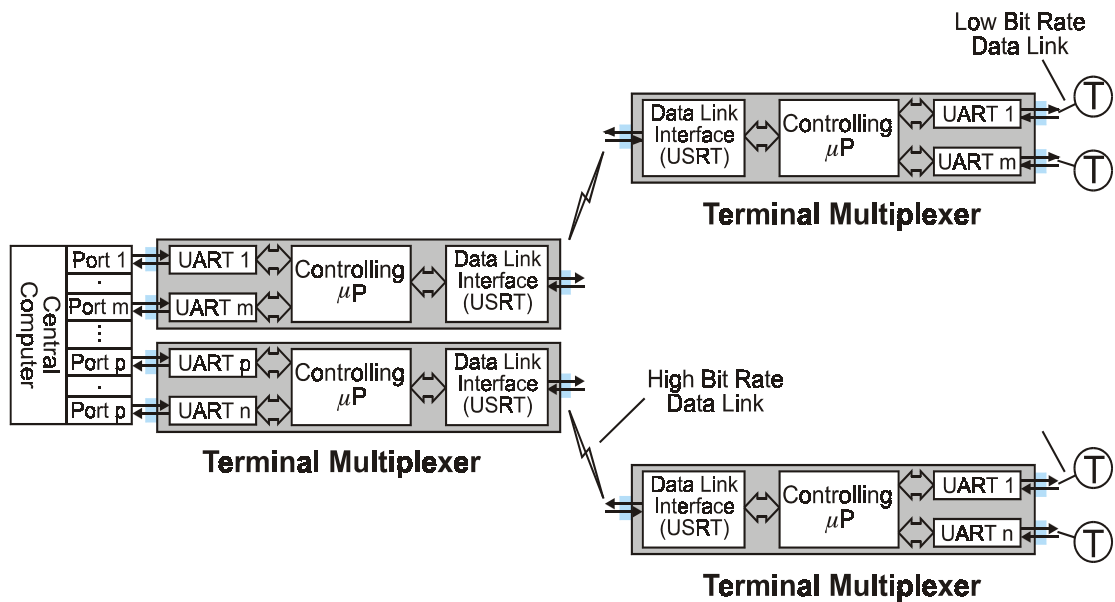 Low Bit Rate
Data Link
T
Data Link
Interface
(USRT)
Controlling
μP
UART 1
UART m
T
Terminal Multiplexer
Central
Computer
Port 1
.
Port m
...
Port p
.
Port p
UART 1
UART m
Controlling
μP
Data Link
Interface
(USRT)
UART p
UART n
Controlling
μP
Data Link
Interface
(USRT)
Terminal Multiplexer
High Bit Rate
Data Link
T
Data Link
Interface
(USRT)
Controlling
μP
UART 1
UART n
T
Terminal Multiplexer